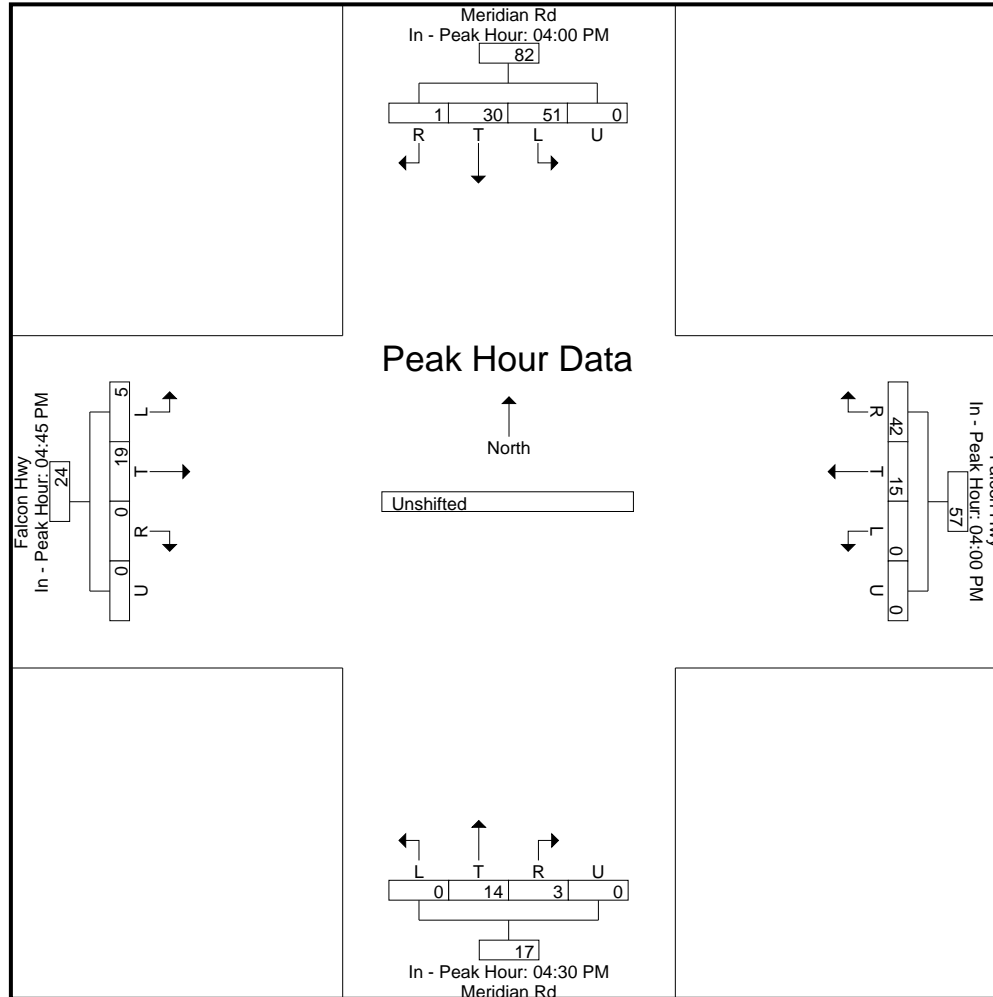 Meridian Rd
In - Peak Hour: 04:00 PM
82
1 30 51 0
R T L U
Peak Hour Data
North
Unshifted
Falcon Hwy
In - Peak Hour: 04:45 PM
24
5 19 0 0
L T R U
In - Peak Hour: 04:00 PM
57
42 15 0 0
R T L U
L T R U
0 14 3 0
17
In - Peak Hour: 04:30 PM
Meridian Rd